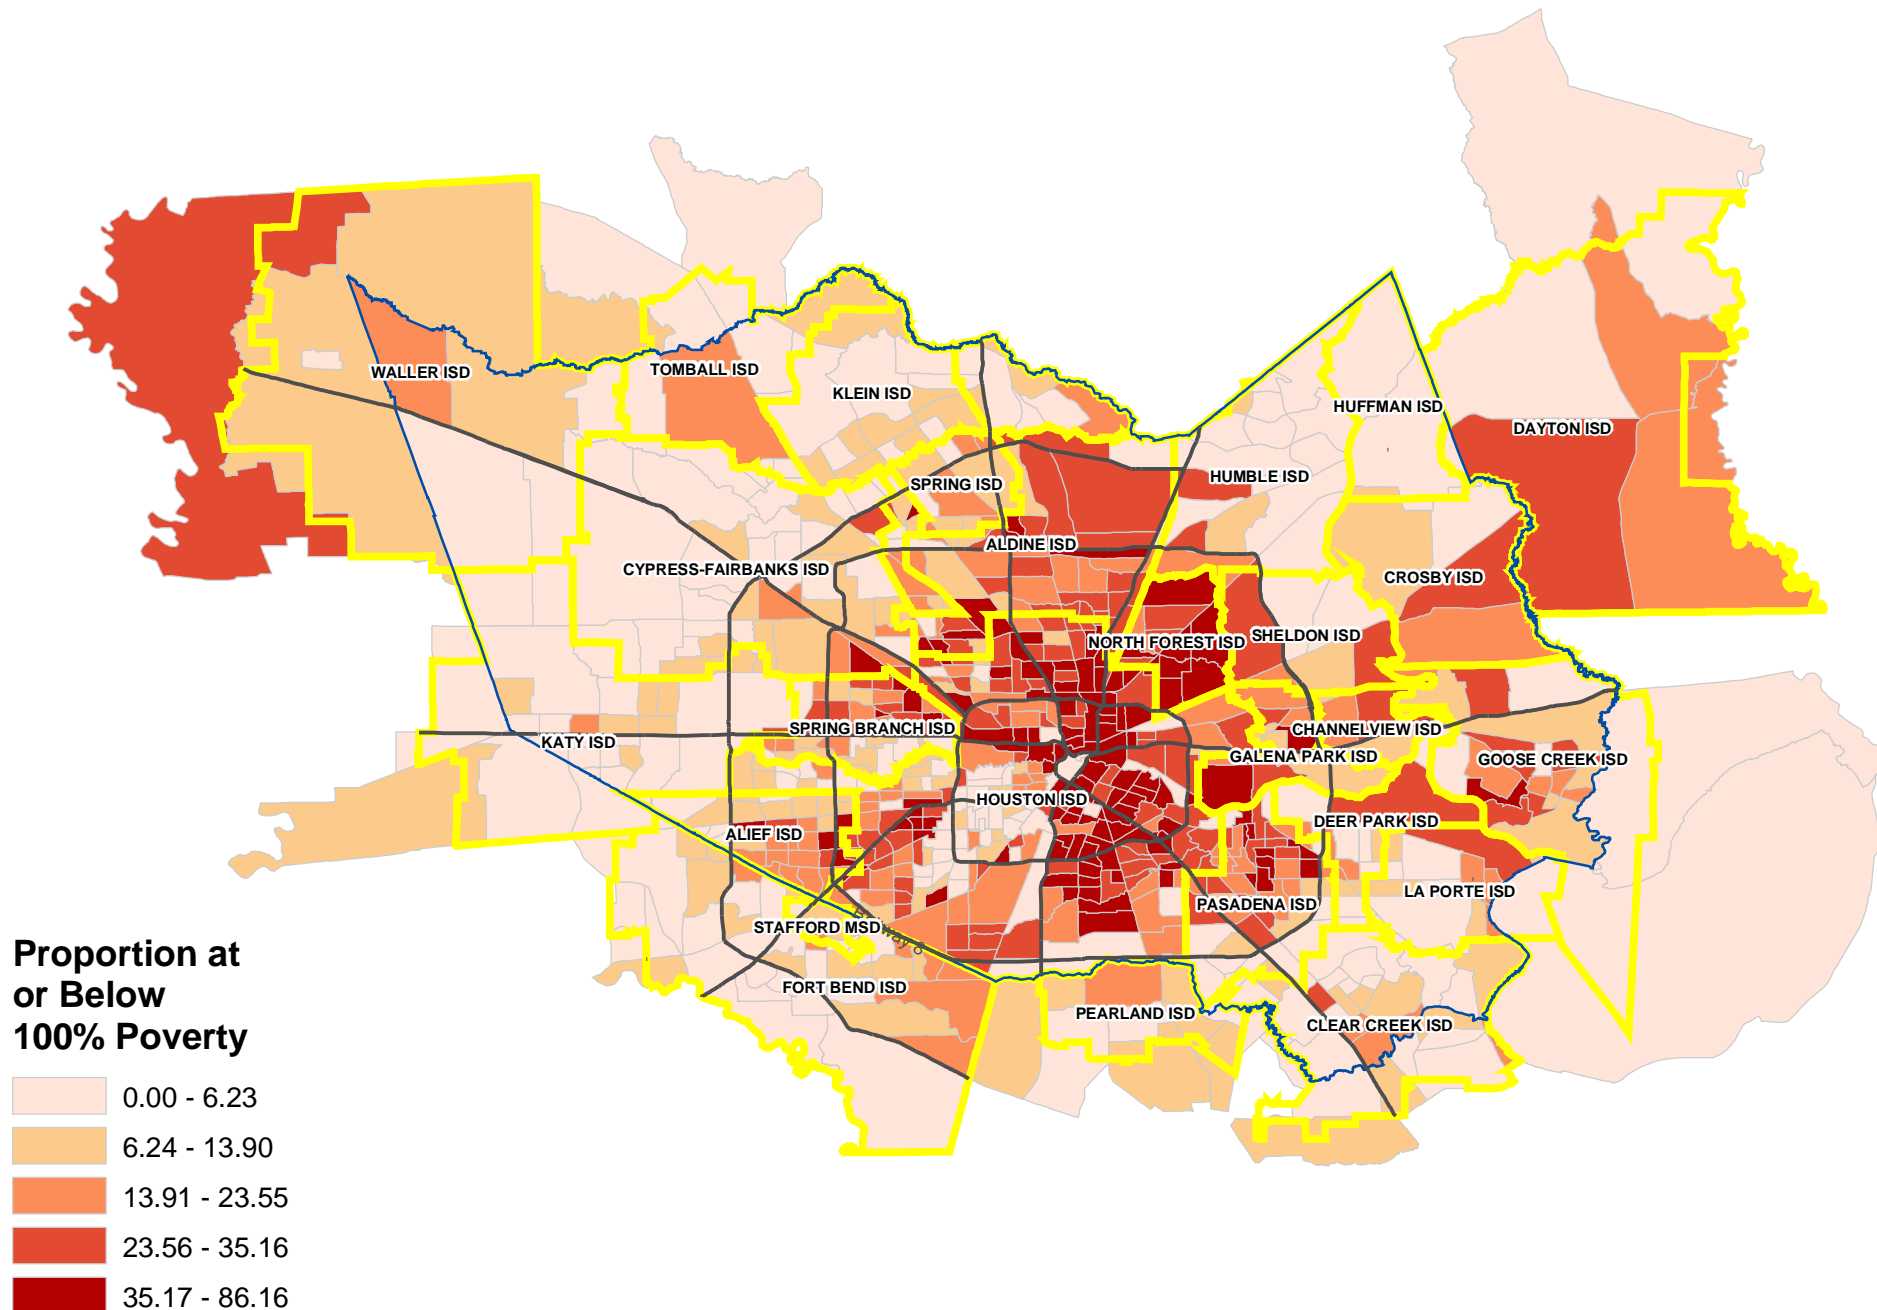 WALLER ISD
TOMBALL ISD
KLEIN ISD
HUFFMAN ISD
DAYTON ISD
SPRING ISD
HUMBLE ISD
ALDINE ISD
CYPRESS-FAIRBANKS ISD
CROSBY ISD
NORTH FOREST ISD
SHELDON ISD
SPRING BRANCH ISD
CHANNELVIEW ISD
KATY ISD
GALENA PARK ISD
GOOSE CREEK ISD
HOUSTON ISD
DEER PARK ISD
ALIEF ISD
LA PORTE ISD
PASADENA ISD
STAFFORD MSD
FORT BEND ISD
PEARLAND ISD
CLEAR CREEK ISD
Proportion at
or Below
100% Poverty
0.00 - 6.23
6.24 - 13.90
13.91 - 23.55
23.56 - 35.16
35.17 - 86.16